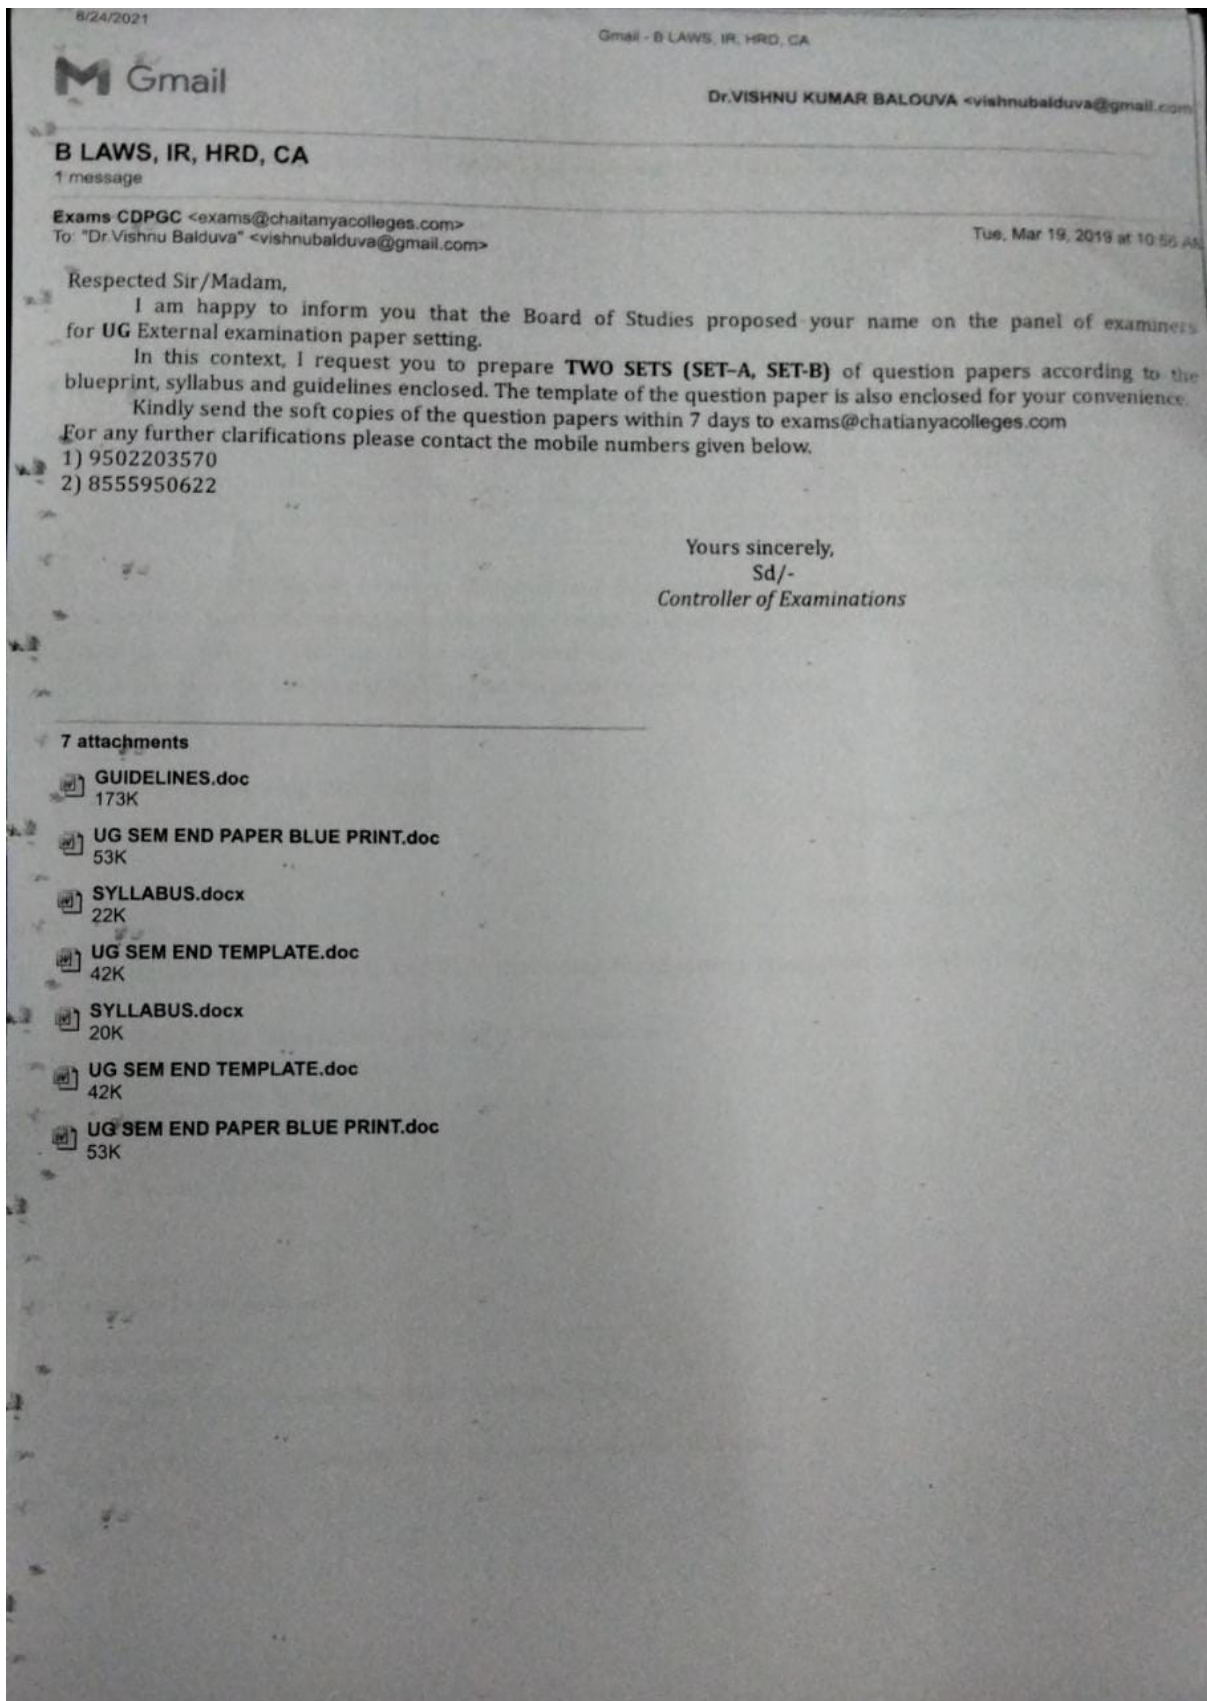 8/24/2021
Gmail - B LAWS, IR, HRD, CA
Gmail
Dr.VISHNU KUMAR BALOUVA <vishnubalduva@gmail.com
B LAWS, IR, HRD, CA
1 message
Exams CDPGC <exams@chaitanyacolleges.com>
To: "Dr.Vishnu Balduva" <vishnubalduva@gmail.com>
Tue, Mar 19, 2019 at 10:56 AM
Respected Sir/Madam,
I am happy to inform you that the Board of Studies proposed your name on the panel of examiners
for UG External examination paper setting.
In this context, I request you to prepare TWO SETS (SET-A, SET-B) of question papers according to the
blueprint, syllabus and guidelines enclosed. The template of the question paper is also enclosed for your convenience.
Kindly send the soft copies of the question papers within 7 days to exams@chatianyacolleges.com
For any further clarifications please contact the mobile numbers given below.
1) 9502203570
2) 8555950622
Yours sincerely,
Sd/-
Controller of Examinations
7 attachments
GUIDELINES.doc
173K
UG SEM END PAPER BLUE PRINT.doc
53K
SYLLABUS.docx
22K
UG SEM END TEMPLATE.doc
42K
SYLLABUS.docx
20K
UG SEM END TEMPLATE.doc
42K
UG SEM END PAPER BLUE PRINT.doc
53K